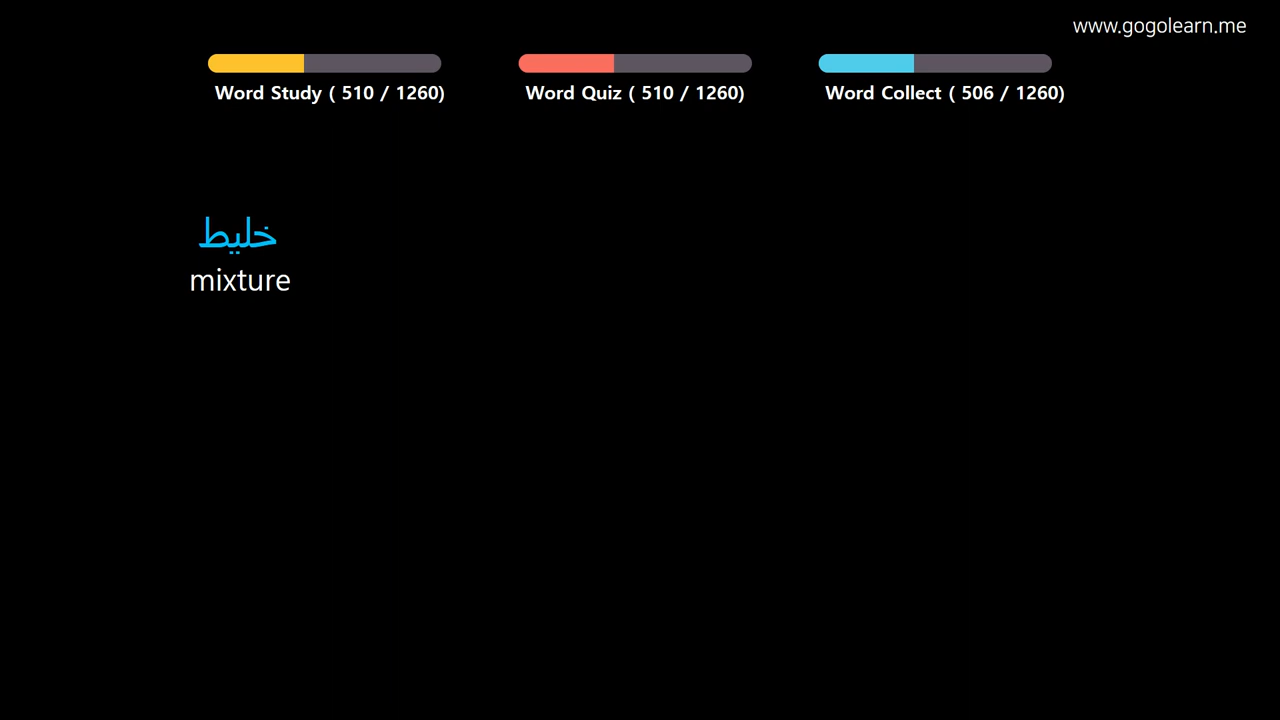 www.gogolearn.me
Word Study ( 510 / 1260)
Word Quiz ( 510 / 1260)
Word Collect ( 506 / 1260)
خليط
mixture